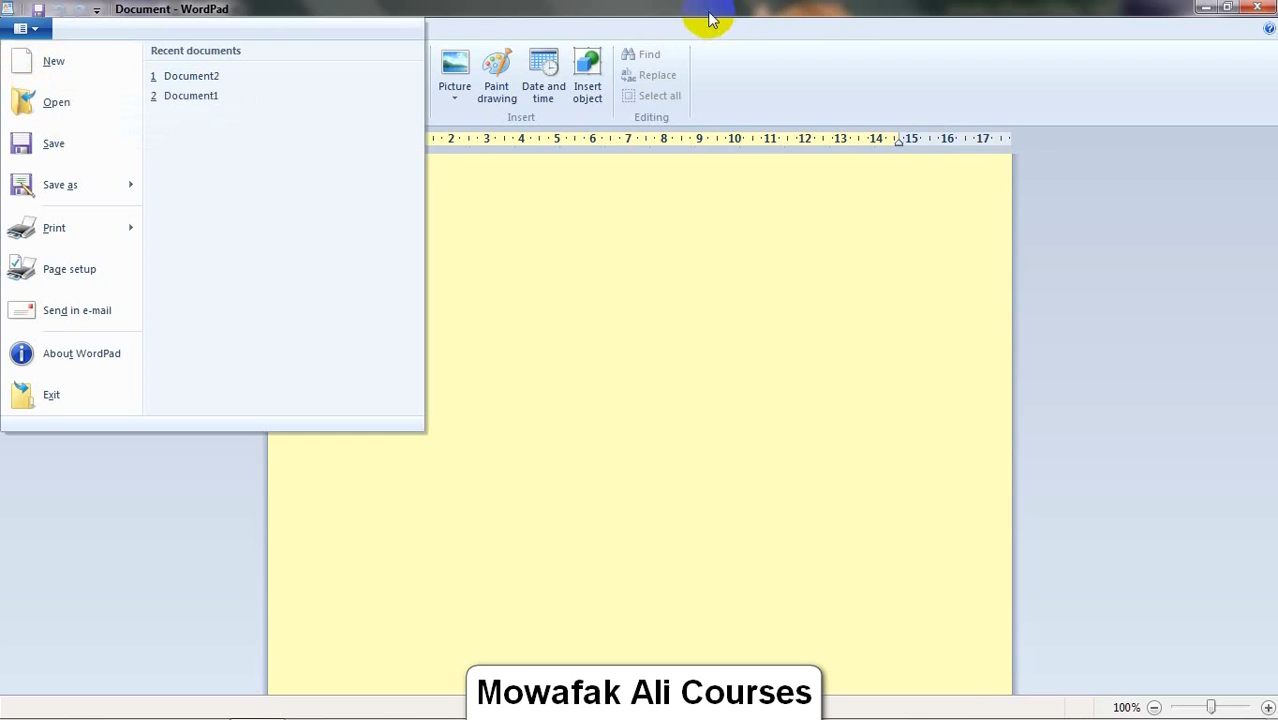 Document - WordPad
Recent documents
New
1 Document2
Open
2 Document1
Save
Save as
Print
Page setup
Send in e-mail
About WordPad
Exit
Picture
Paint drawing
Date and time
Insert object
Insert
Find
Replace
Select all
Editing
2 3 4 5 6 7 8 9 10 11 12 13 14 15 16 17
100%
Mowafak Ali Courses